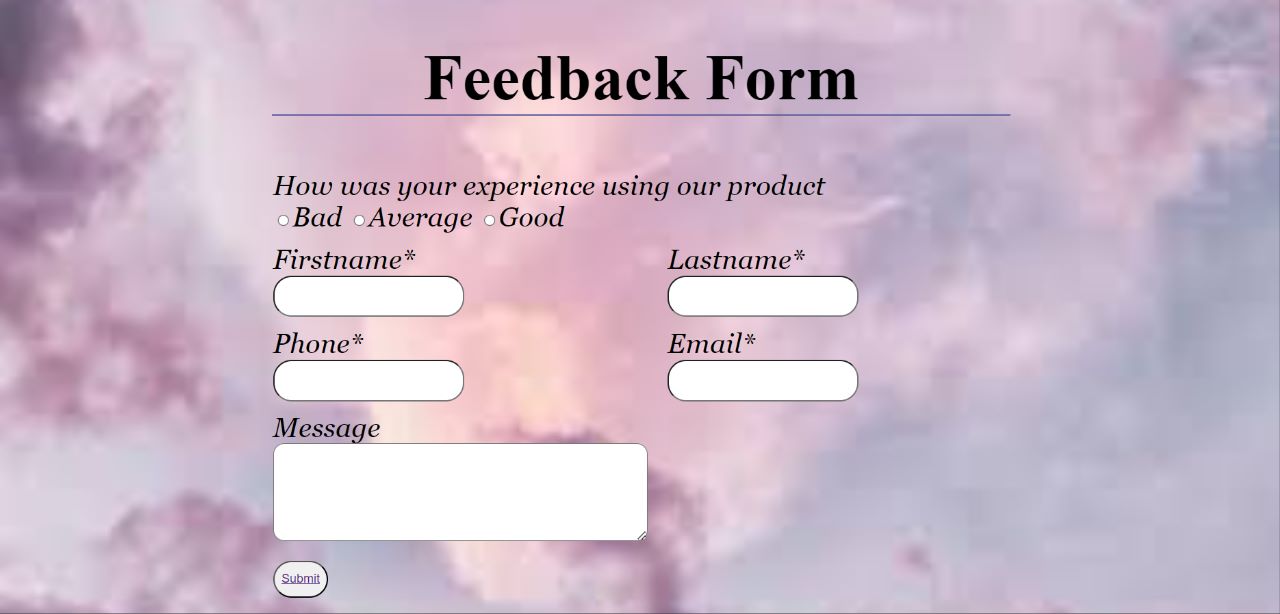 Feedback Form
How was your experience using our product
Bad Average Good
Firstname* Lastname*
Phone* Email*
Message
Submit